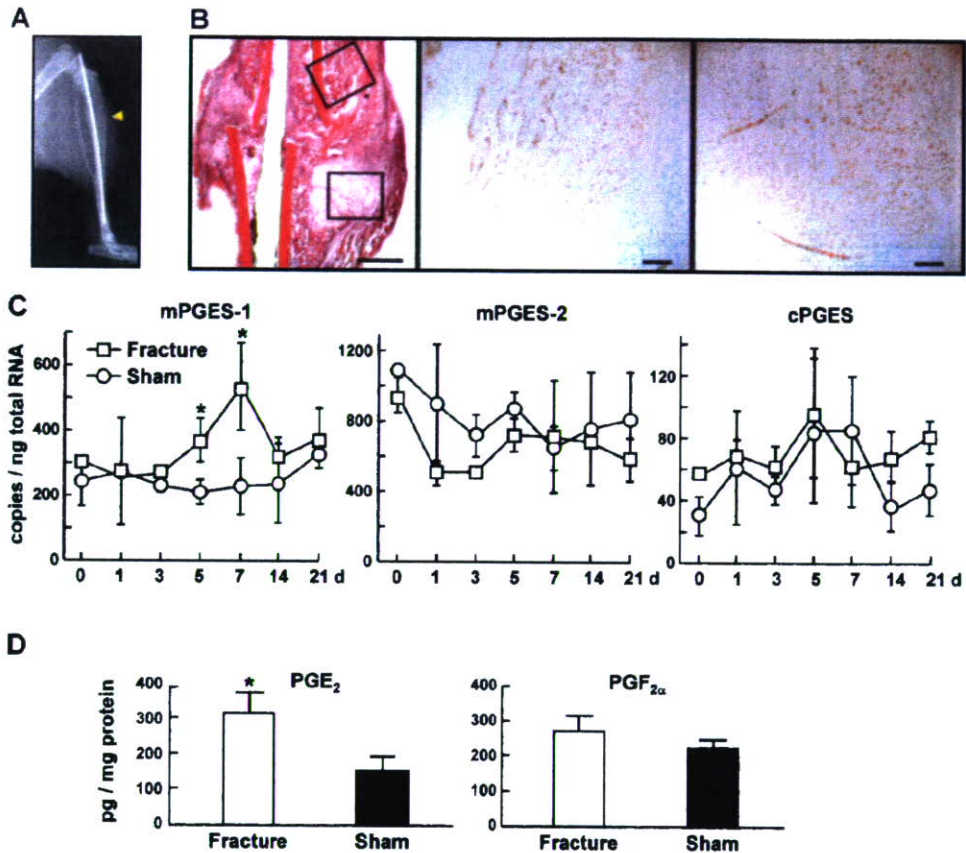 A
B
C
mPGES-1
mPGES-2
cPGES
copies / ng total RNA
600
400
200
0
Fracture
Sham
*
*
0 1 3 5 7 14 21 d
1200
800
400
0
0 1 3 5 7 14 21 d
120
80
40
0
0 1 3 5 7 14 21 d
D
pg / mg protein
400
300
200
100
0
PGE2
*
Fracture Sham
400
300
200
100
0
PGF2α
Fracture Sham